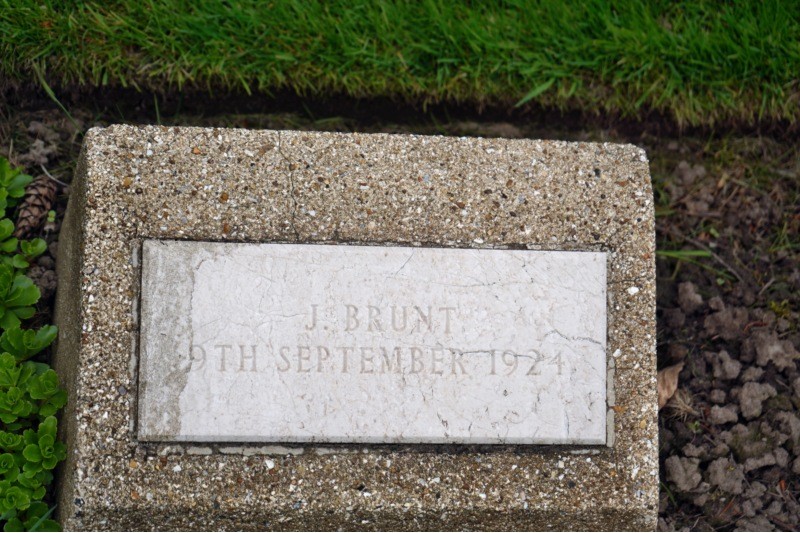 J. BRUNT
9TH SEPTEMBER 1924.